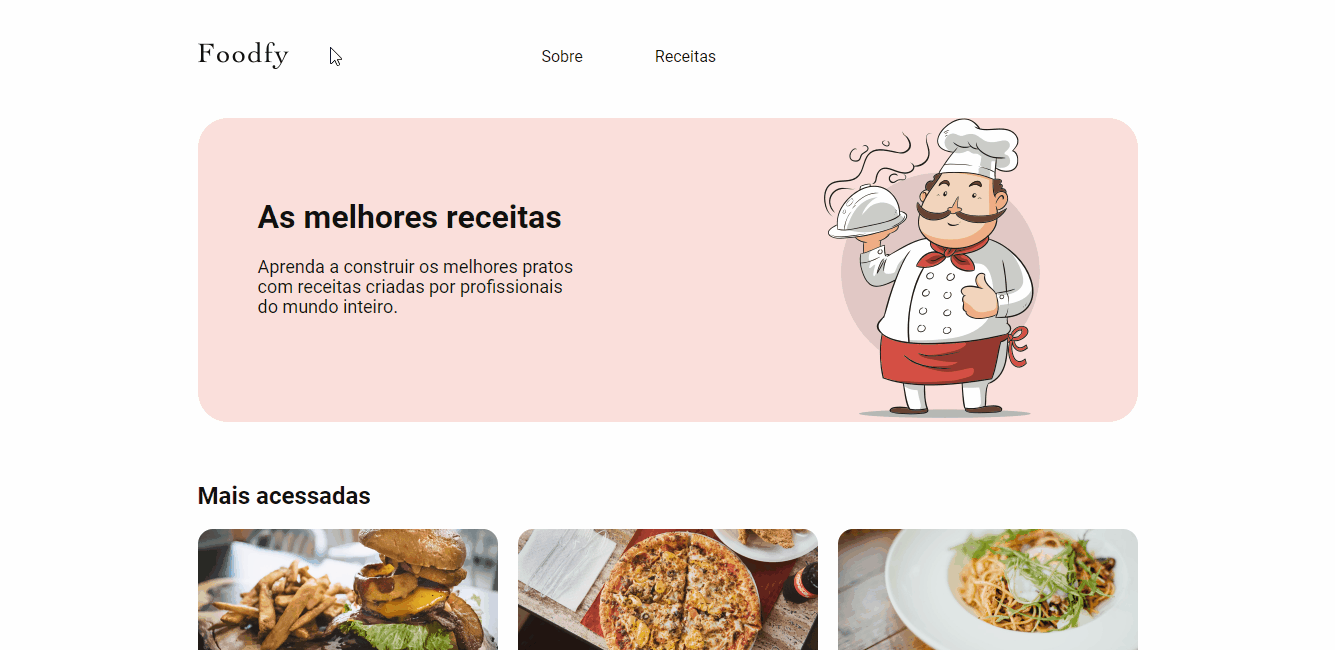 Foodfy
Sobre
Receitas
As melhores receitas
Aprenda a construir os melhores pratos
com receitas criadas por profissionais
do mundo inteiro.
Mais acessadas